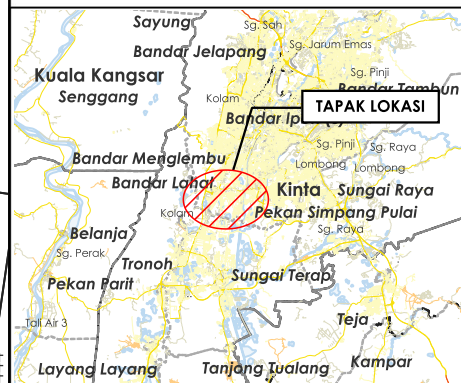 Sayung
Sg. Sah
Bandar Jelapang
Sg. Jarum Emas
Kuala Kangsar
Sg. Pinji
Senggang
Kolam
Bandar Tambun
TAPAK LOKASI
Bandar Ip
Sg. Pinji
Sg. Raya
Bandar Menglembu
Lombong
Lombong
Bandar Lahat
Kinta
Sungai Raya
Kolam
Pekan Simpang Pulai
Belanja
Sg. Raya
Sg. Perak
Tronoh
Sungai Terap
Pekan Parit
Tali Air 3
Teja
Layang Layang
Tanjong Tualang
Kampar